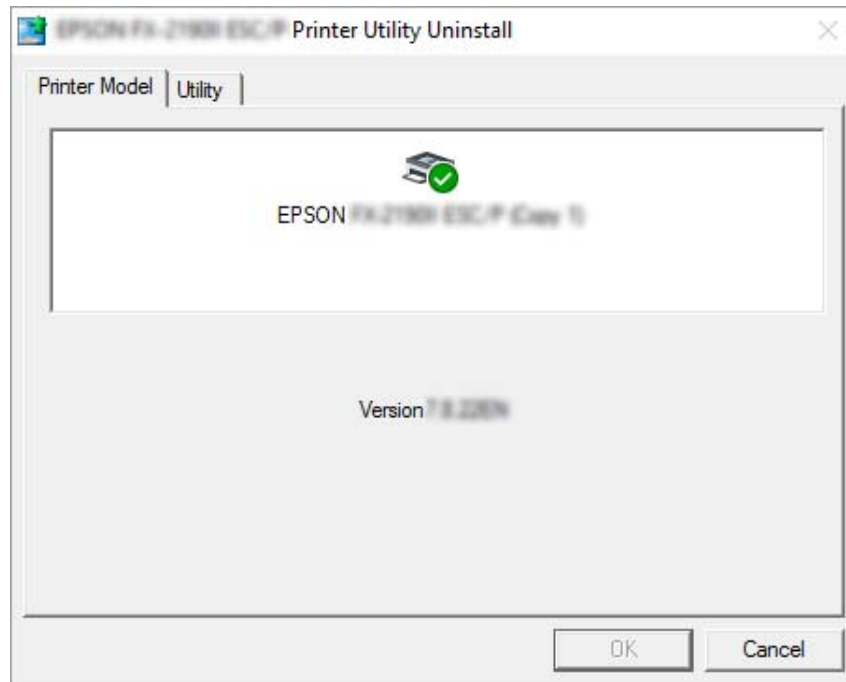 Printer Utility Uninstall
Printer Model
Utility
EPSON
Version
OK
Cancel